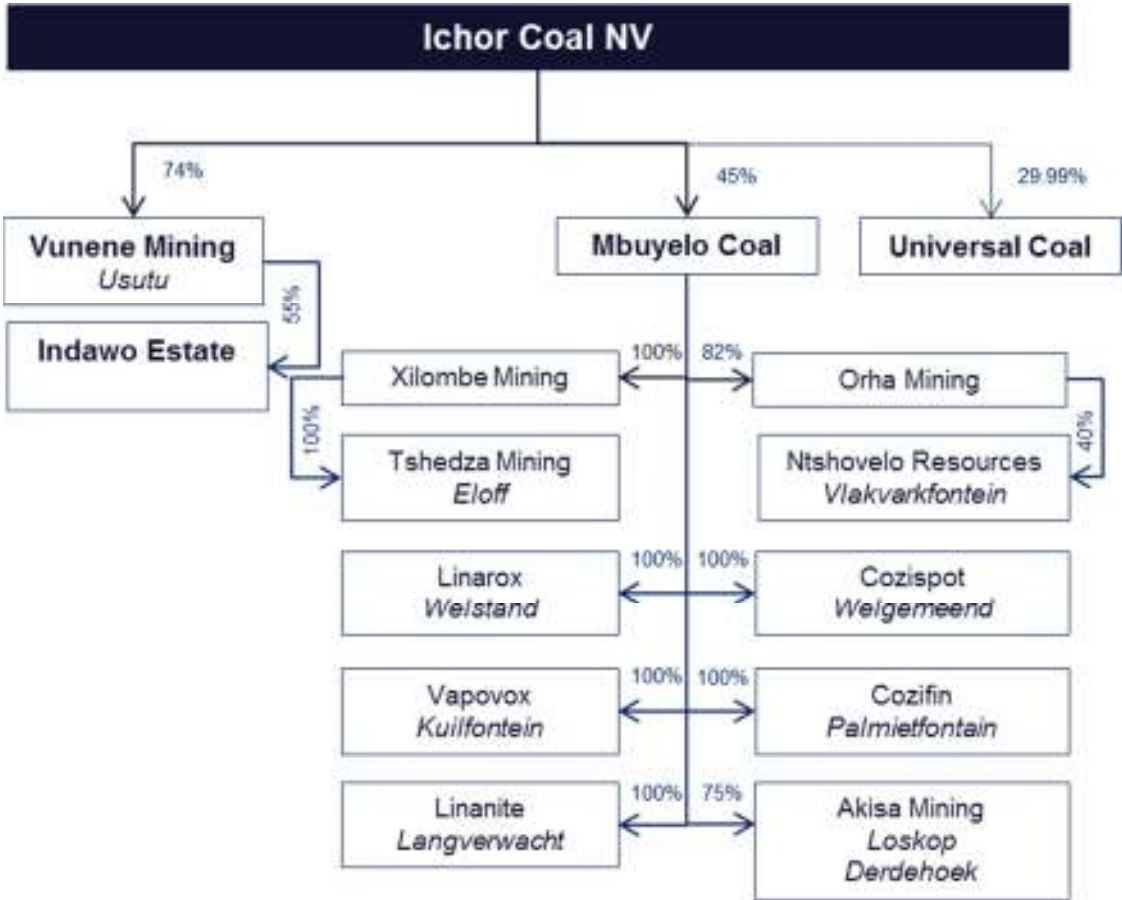 Ichor Coal NV
74%
45%
29.99%
Vunene Mining
Usutu
Mbuyelo Coal
Universal Coal
55%
Indawo Estate
100%
82%
Xilombe Mining
Orha Mining
100%
40%
Tshedza Mining
Eloff
Ntshovelo Resources
Vlakvarkfontein
100%
100%
Linarox
Welstand
Cozispot
Welgemeend
100%
100%
Vapovox
Kuilfontein
Cozifin
Palmietfontain
100%
75%
Linanite
Langverwacht
Akisa Mining
Loskop
Derdehoek